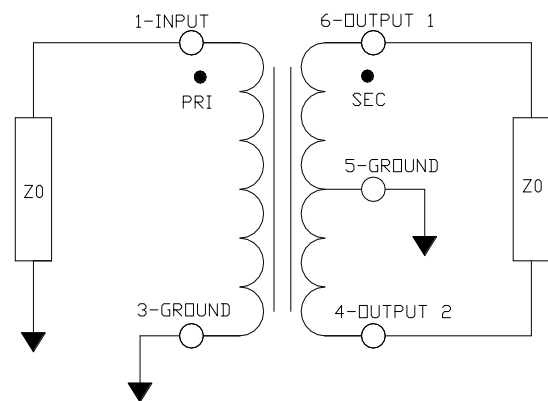 1-INPUT
6-OUTPUT 1
PRI
SEC
5-GROUND
Z0
Z0
3-GROUND
4-OUTPUT 2